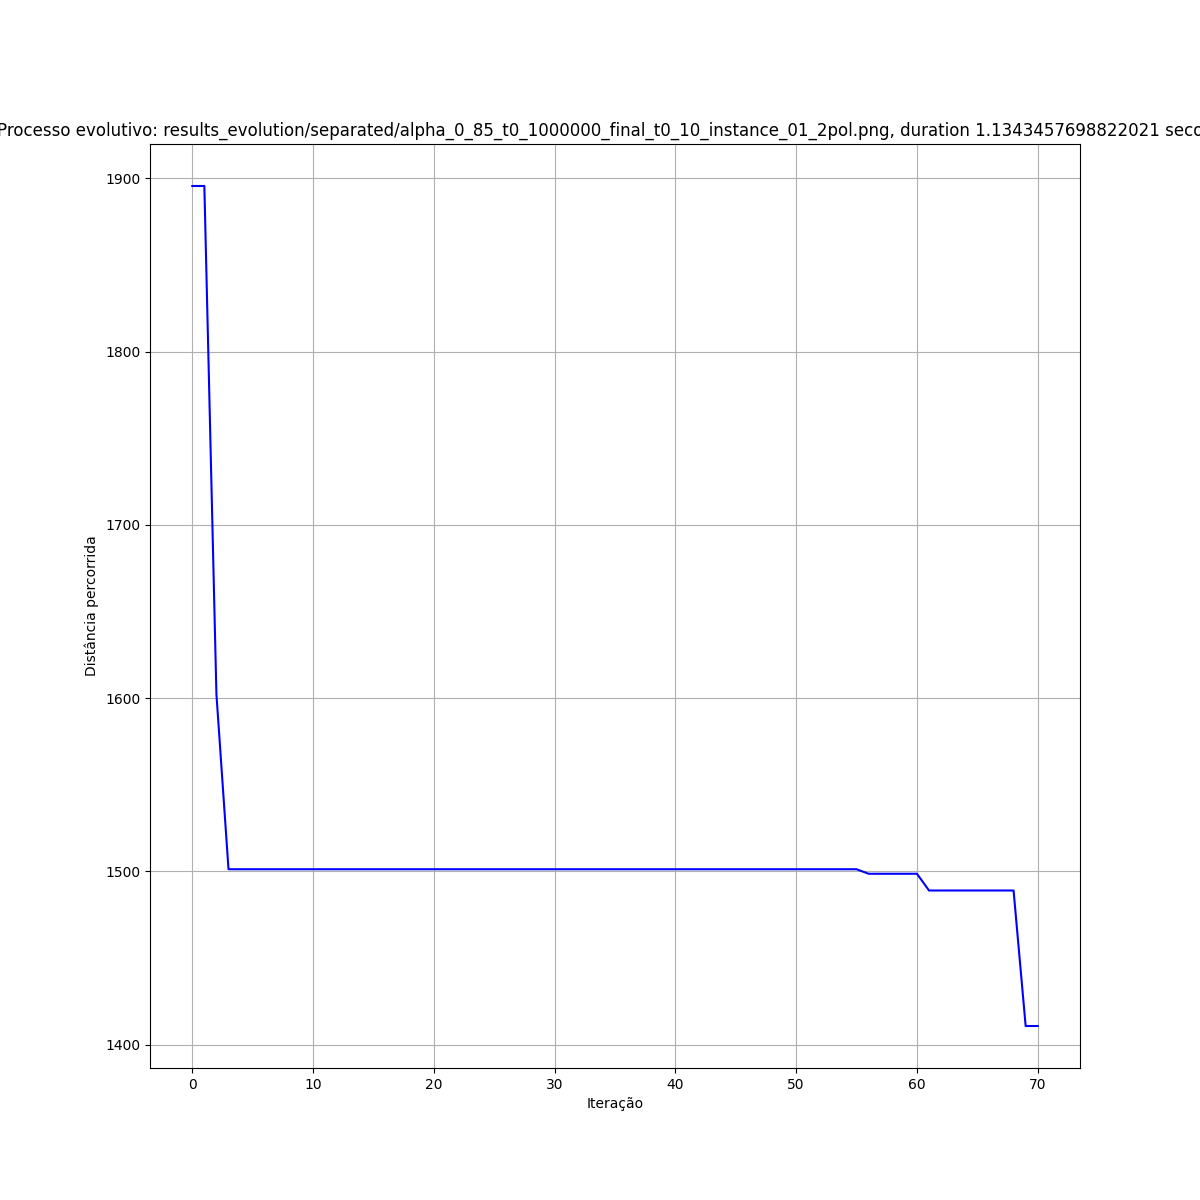 Processo evolutivo: results_evolution/separated/alpha_0_85_t0_1000000_final_t0_10_instance_01_2pol.png, duration 1.1343457698822021 seco
1900
1800
1700
1600
1500
1400
Distância percorrida
0 10 20 30 40 50 60 70
Iteração